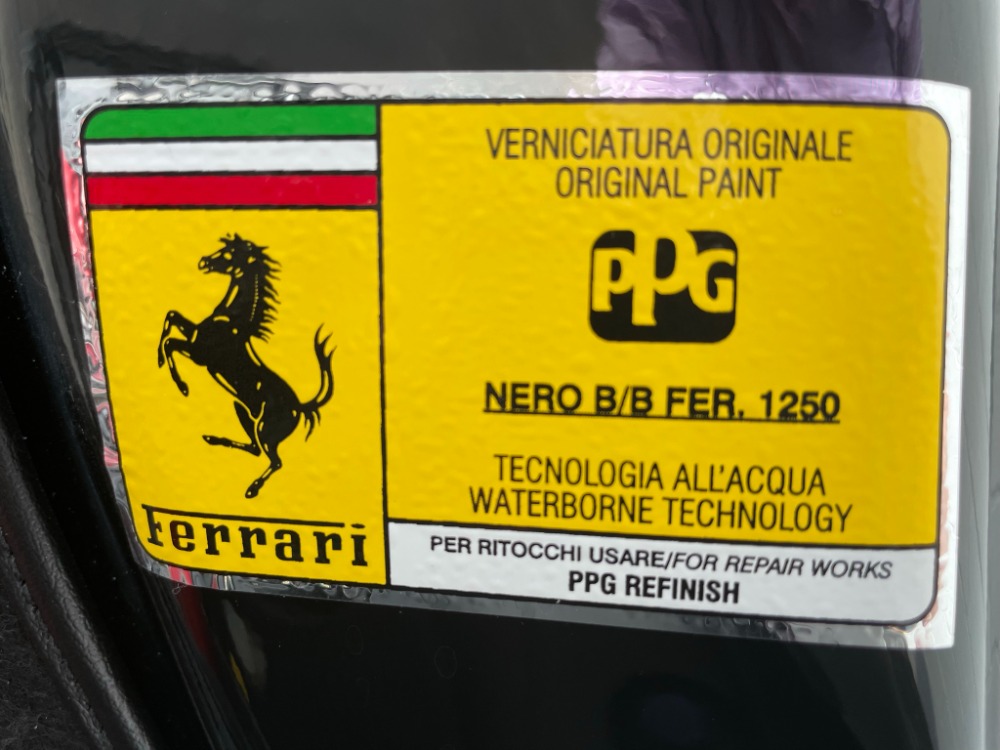 VERNICIATURA ORIGINALE
ORIGINAL PAINT
PPG
NERO B/B FER. 1250
TECNOLOGIA ALL'ACQUA
WATERBORNE TECHNOLOGY
Ferrari
PER RITOCCHI USARE/FOR REPAIR WORKS
PPG REFINISH